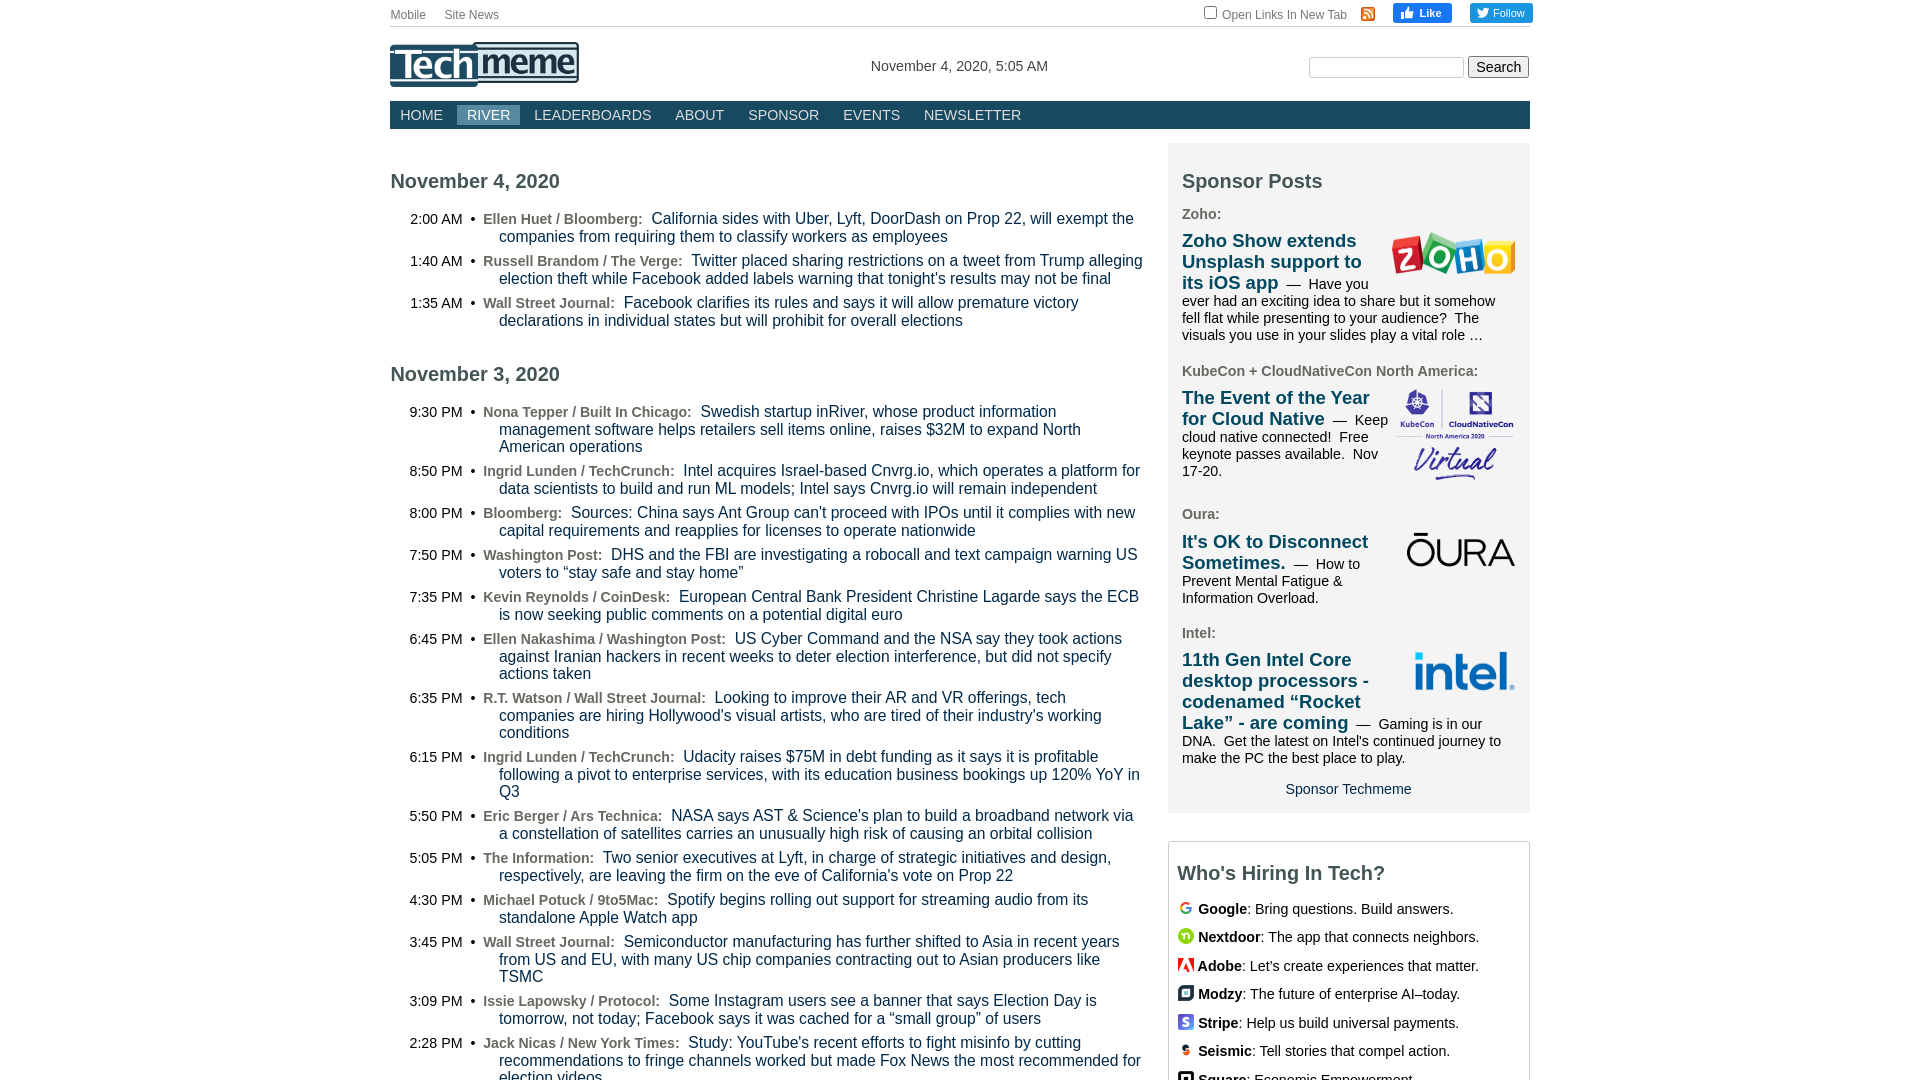 Mobile Site News Open Links In New Tab Like Follow
Techmeme November 4, 2020, 5:05 AM Search
HOME RIVER LEADERBOARDS ABOUT SPONSOR EVENTS NEWSLETTER
November 4, 2020
2:00 AM • Ellen Huet / Bloomberg: California sides with Uber, Lyft, DoorDash on Prop 22, will exempt the
companies from requiring them to classify workers as employees
1:40 AM • Russell Brandom / The Verge: Twitter placed sharing restrictions on a tweet from Trump alleging
election theft while Facebook added labels warning that tonight's results may not be final
1:35 AM • Wall Street Journal: Facebook clarifies its rules and says it will allow premature victory
declarations in individual states but will prohibit for overall elections
November 3, 2020
9:30 PM • Nona Tepper / Built In Chicago: Swedish startup inRiver, whose product information
management software helps retailers sell items online, raises $32M to expand North
American operations
8:50 PM • Ingrid Lunden / TechCrunch: Intel acquires Israel-based Cnvrg.io, which operates a platform for
data scientists to build and run ML models; Intel says Cnvrg.io will remain independent
8:00 PM • Bloomberg: Sources: China says Ant Group can't proceed with IPOs until it complies with new
capital requirements and reapplies for licenses to operate nationwide
7:50 PM • Washington Post: DHS and the FBI are investigating a robocall and text campaign warning US
voters to “stay safe and stay home”
7:35 PM • Kevin Reynolds / CoinDesk: European Central Bank President Christine Lagarde says the ECB
is now seeking public comments on a potential digital euro
6:45 PM • Ellen Nakashima / Washington Post: US Cyber Command and the NSA say they took actions
against Iranian hackers in recent weeks to deter election interference, but did not specify
actions taken
6:35 PM • R.T. Watson / Wall Street Journal: Looking to improve their AR and VR offerings, tech
companies are hiring Hollywood's visual artists, who are tired of their industry's working
conditions
6:15 PM • Ingrid Lunden / TechCrunch: Udacity raises $75M in debt funding as it says it is profitable
following a pivot to enterprise services, with its education business bookings up 120% YoY in
Q3
5:50 PM • Eric Berger / Ars Technica: NASA says AST & Science's plan to build a broadband network via
a constellation of satellites carries an unusually high risk of causing an orbital collision
5:05 PM • The Information: Two senior executives at Lyft, in charge of strategic initiatives and design,
respectively, are leaving the firm on the eve of California's vote on Prop 22
4:30 PM • Michael Potuck / 9to5Mac: Spotify begins rolling out support for streaming audio from its
standalone Apple Watch app
3:45 PM • Wall Street Journal: Semiconductor manufacturing has further shifted to Asia in recent years
from US and EU, with many US chip companies contracting out to Asian producers like
TSMC
3:09 PM • Issie Lapowsky / Protocol: Some Instagram users see a banner that says Election Day is
tomorrow, not today; Facebook says it was cached for a “small group” of users
2:28 PM • Jack Nicas / New York Times: Study: YouTube's recent efforts to fight misinfo by cutting
recommendations to fringe channels worked but made Fox News the most recommended for
election videos
Sponsor Posts
Zoho:
Zoho Show extends
Unsplash support to
its iOS app — Have you
ever had an exciting idea to share but it somehow
fell flat while presenting to your audience? The
visuals you use in your slides play a vital role …
ZOHO
KubeCon + CloudNativeCon North America:
The Event of the Year
for Cloud Native — Keep
cloud native connected! Free
keynote passes available. Nov
17-20.
KubeCon CloudNativeCon
North America 2020
Virtual
Oura:
It's OK to Disconnect
Sometimes. — How to
Prevent Mental Fatigue &
Information Overload.
ŌURA
Intel:
11th Gen Intel Core
desktop processors -
codenamed “Rocket
Lake” - are coming — Gaming is in our
DNA. Get the latest on Intel's continued journey to
make the PC the best place to play.
intel®
Sponsor Techmeme
Who's Hiring In Tech?
Google: Bring questions. Build answers.
Nextdoor: The app that connects neighbors.
Adobe: Let’s create experiences that matter.
Modzy: The future of enterprise AI–today.
Stripe: Help us build universal payments.
Seismic: Tell stories that compel action.
Square: Economic Empowerment